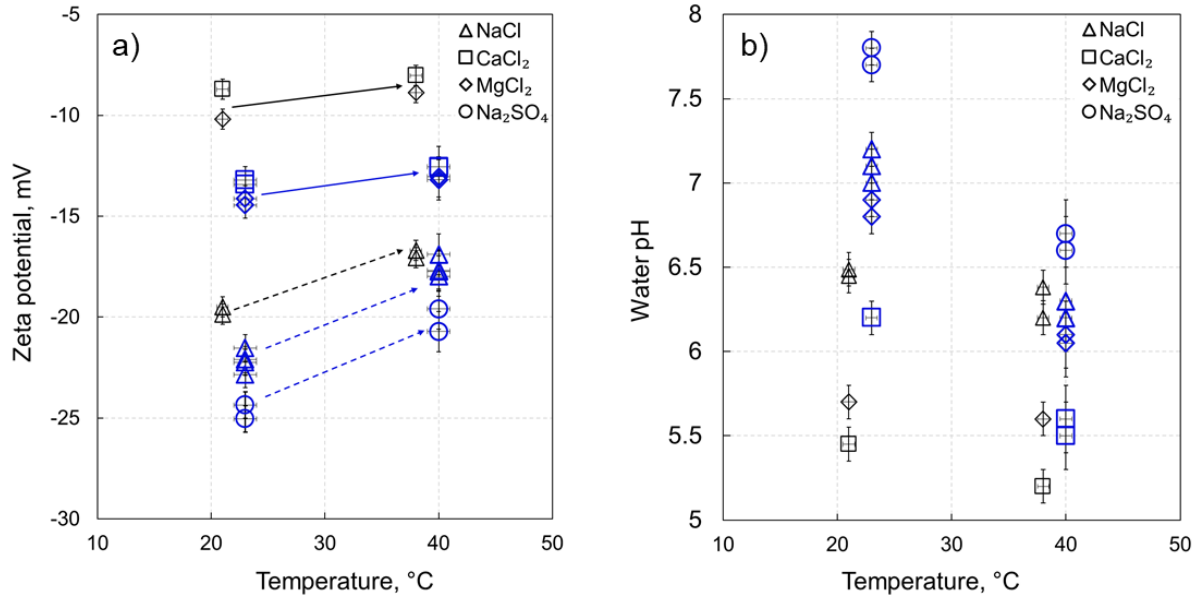 a)
NaCl
CaCl₂
MgCl₂
Na₂SO₄
-5
-10
-15
-20
-25
-30
10
20
30
40
50
Zeta potential, mV
Temperature, °C
b)
NaCl
CaCl₂
MgCl₂
Na₂SO₄
8
7.5
7
6.5
6
5.5
5
10
20
30
40
50
Water pH
Temperature, °C